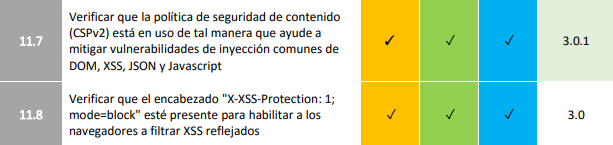 11.7
Verificar que la política de seguridad de contenido
(CSPv2) está en uso de tal manera que ayude a
mitigar vulnerabilidades de inyección comunes de
DOM, XSS, JSON y Javascript
✓ ✓ ✓
3.0.1
11.8
Verificar que el encabezado "X-XSS-Protection: 1;
mode=block" esté presente para habilitar a los
navegadores a filtrar XSS reflejados
✓ ✓ ✓
3.0